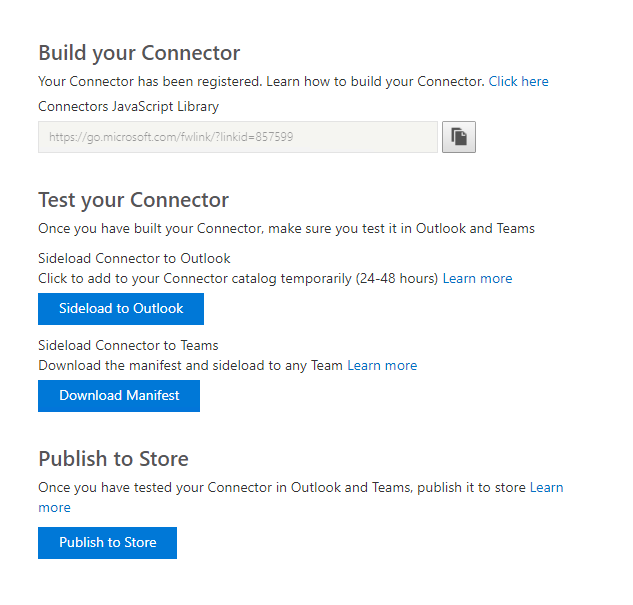 Build your Connector
Your Connector has been registered. Learn how to build your Connector. Click here
Connectors JavaScript Library
https://go.microsoft.com/fwlink/?linkid=857599
Test your Connector
Once you have built your Connector, make sure you test it in Outlook and Teams
Sideload Connector to Outlook
Click to add to your Connector catalog temporarily (24-48 hours) Learn more
Sideload to Outlook
Sideload Connector to Teams
Download the manifest and sideload to any Team Learn more
Download Manifest
Publish to Store
Once you have tested your Connector in Outlook and Teams, publish it to store Learn
more
Publish to Store